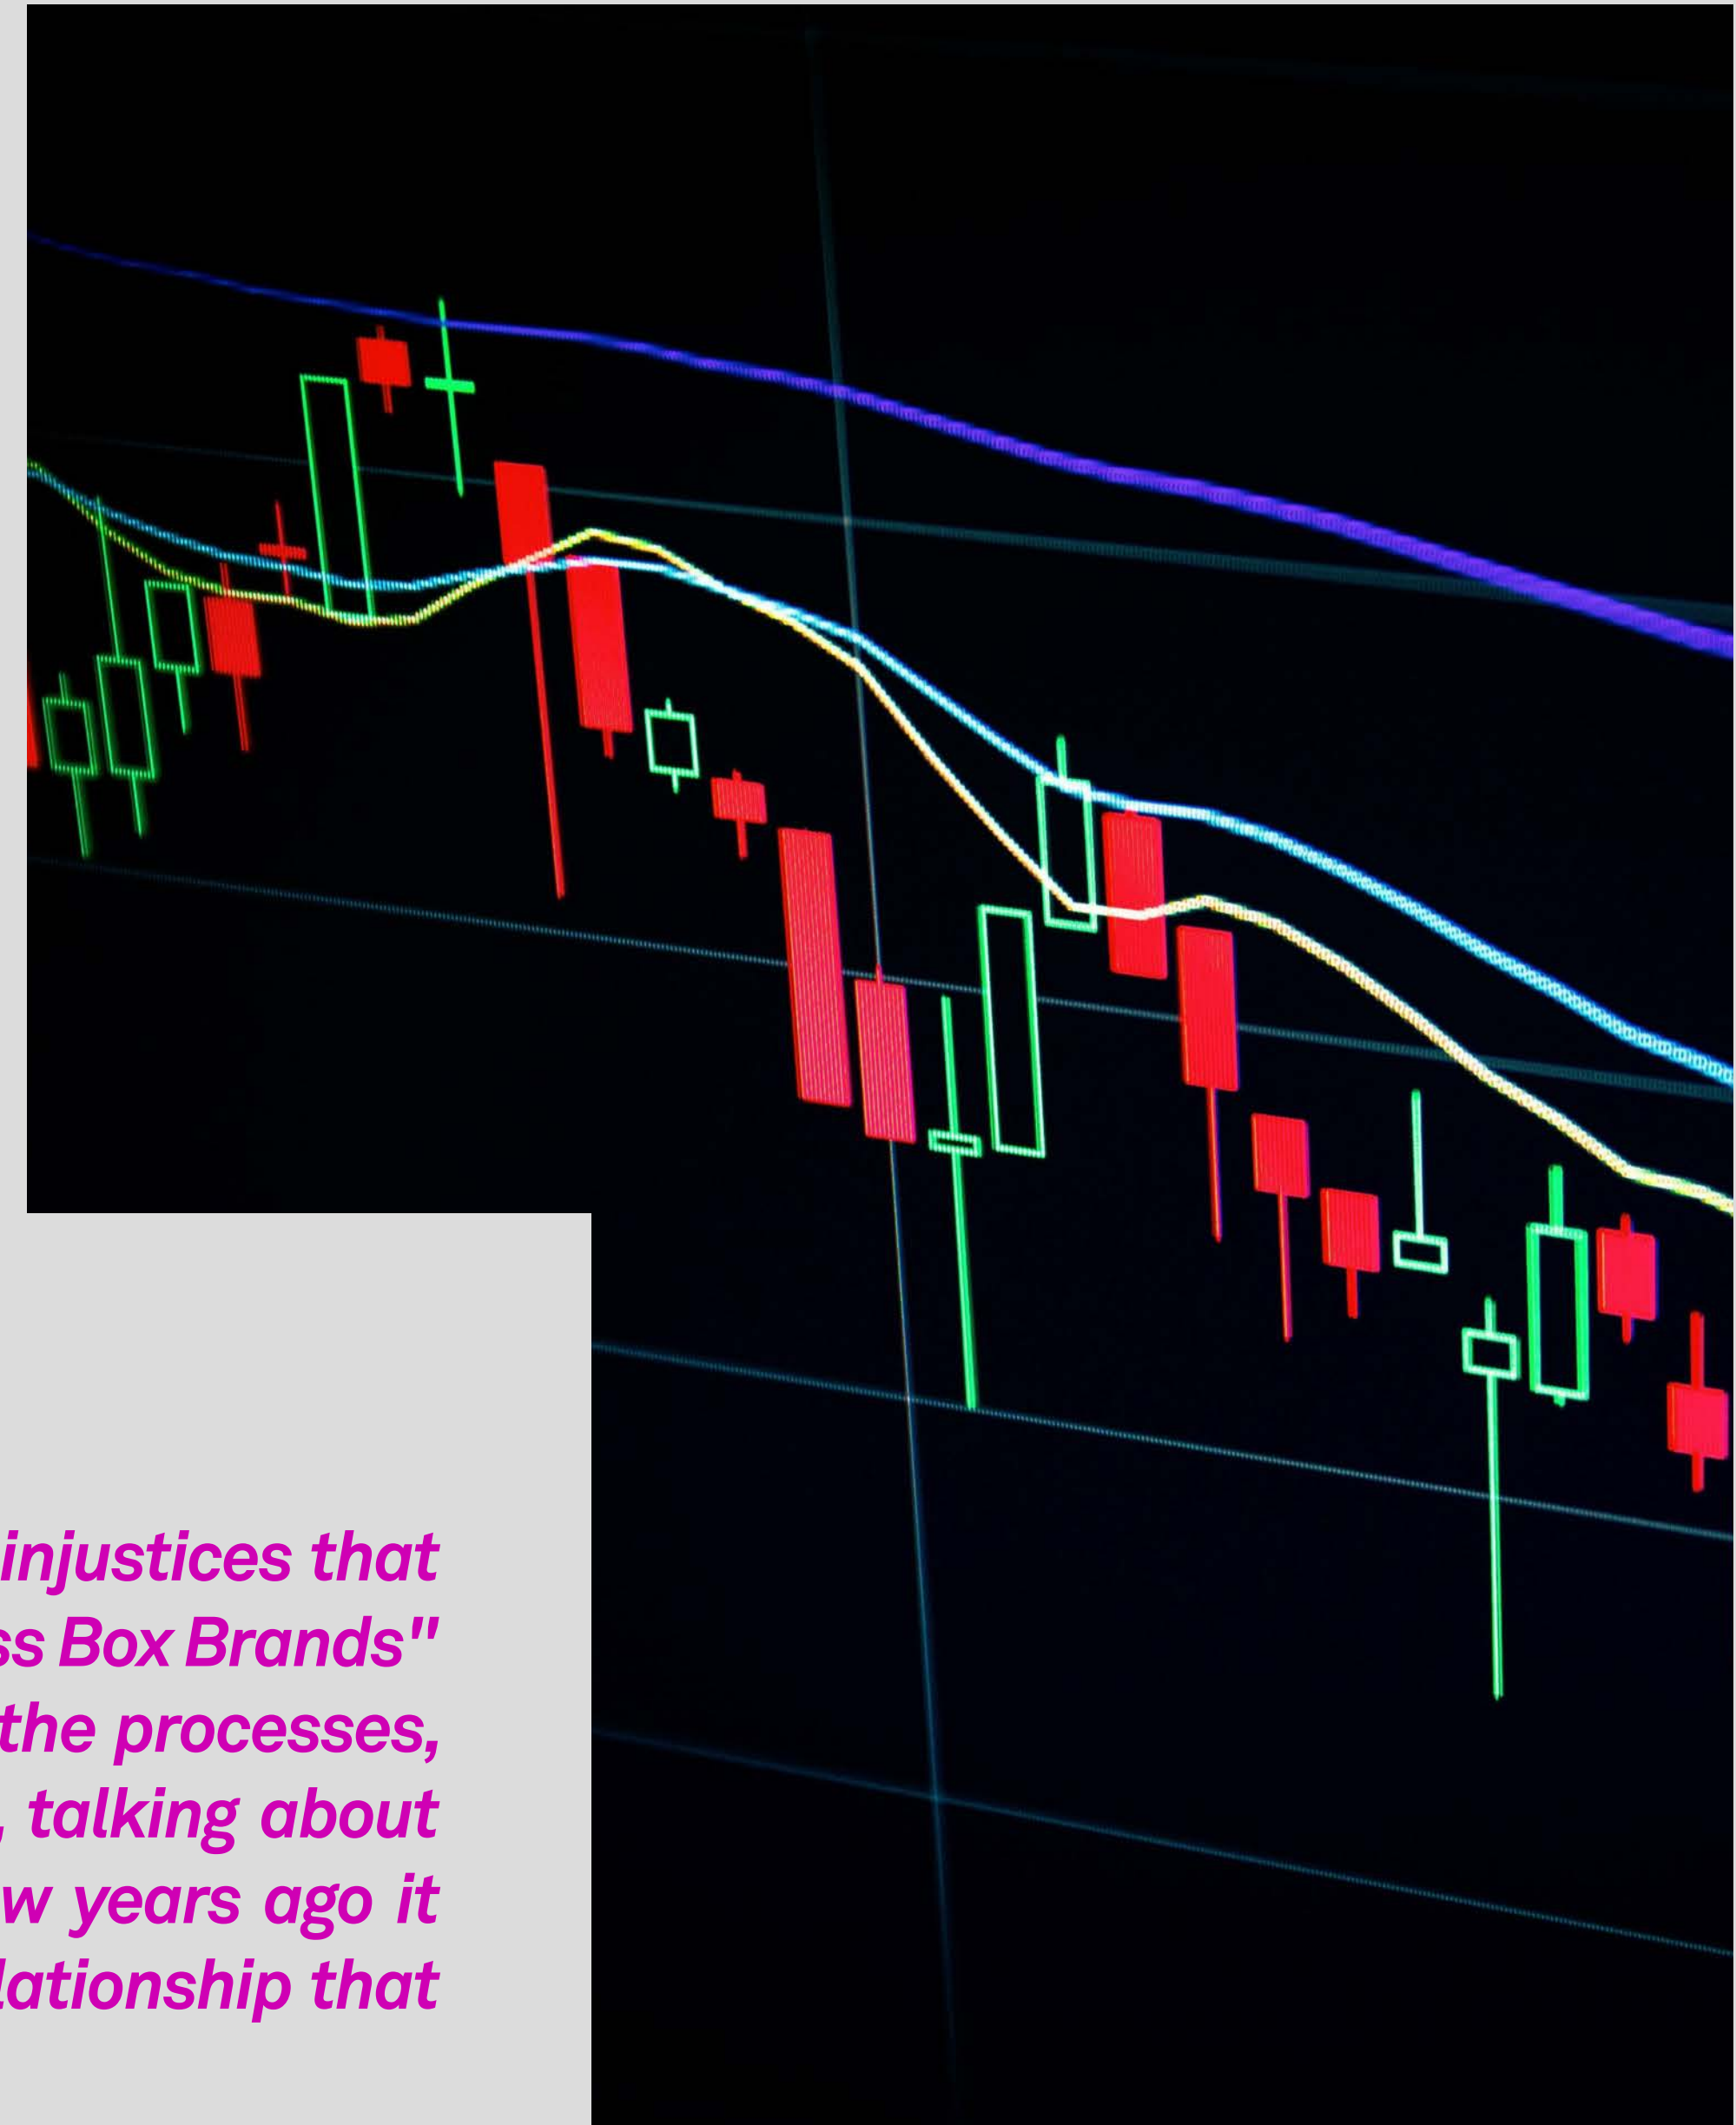 injustices that
ss Box Brands"
the processes,
, talking about
w years ago it
lationship that